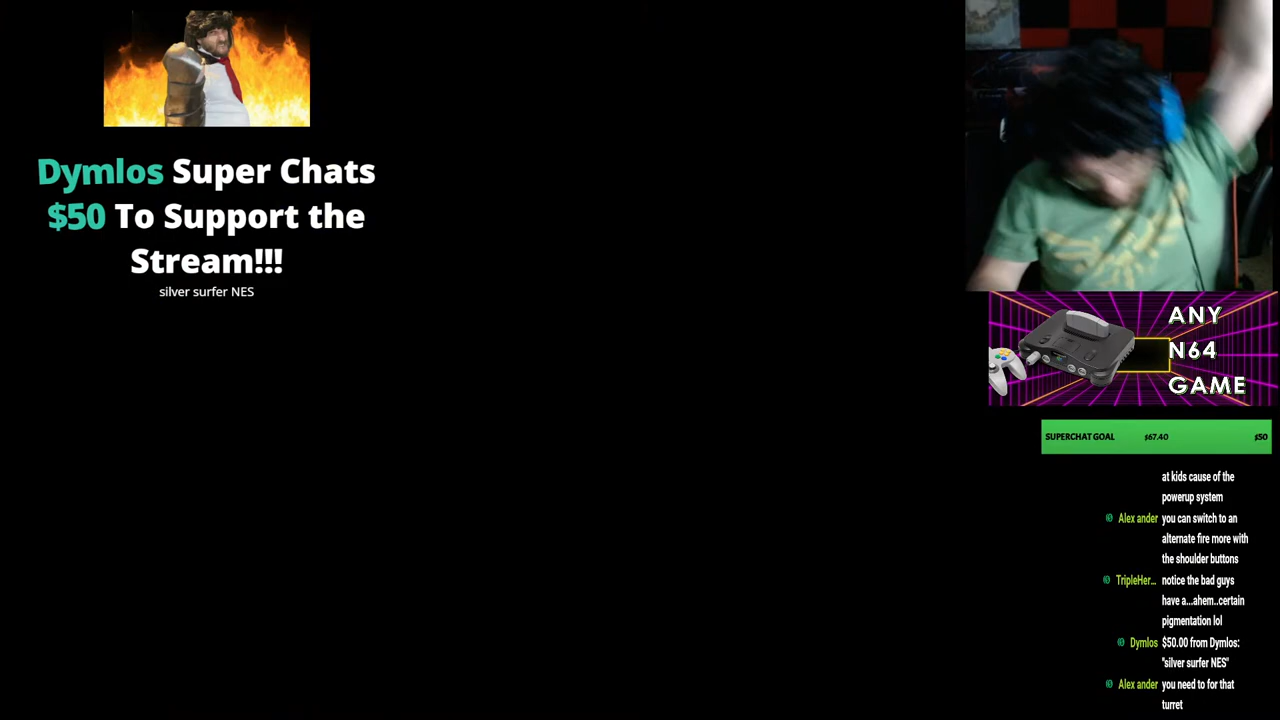 Dymlos Super Chats
$50 To Support the
Stream!!!
silver surfer NES
ANY
N64
GAME
SUPERCHAT GOAL $67.40 $50
at kids cause of the
powerup system
Alex ander you can switch to an
alternate fire more with
the shoulder buttons
TripleHer... notice the bad guys
have a...ahem..certain
pigmentation lol
Dymlos $50.00 from Dymlos:
"silver surfer NES"
Alex ander you need to for that
turret